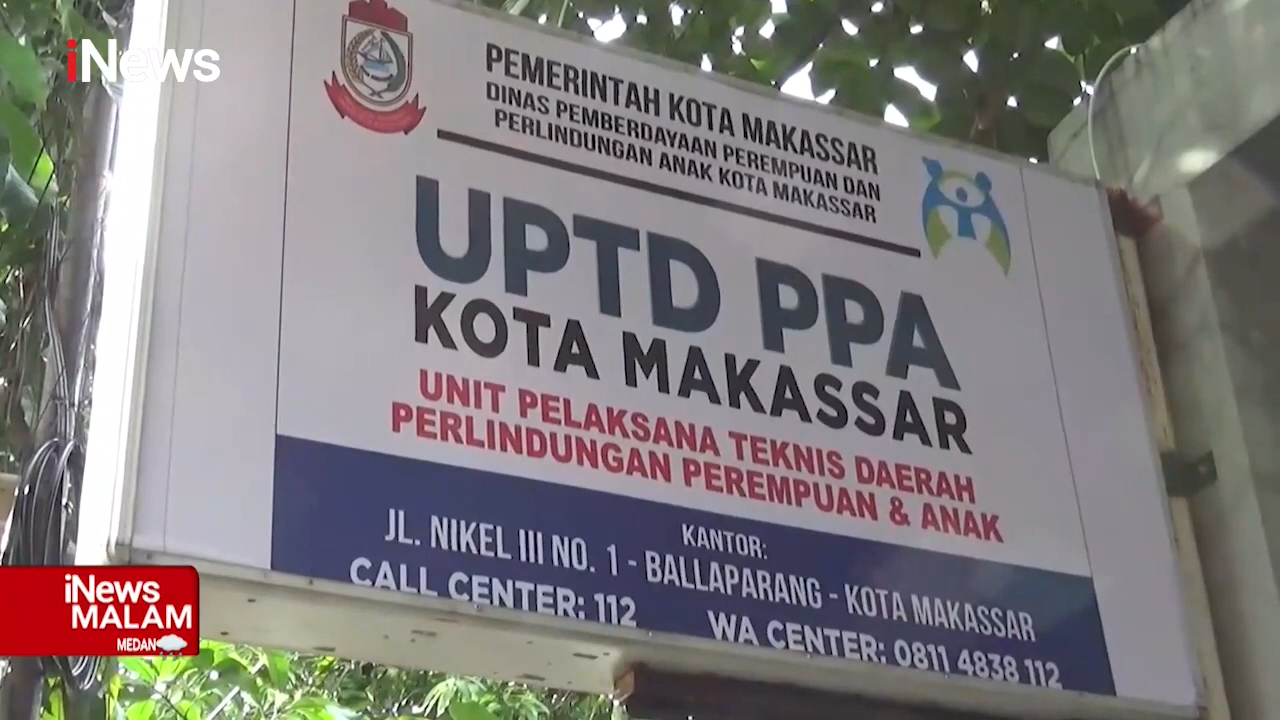 iNews
PEMERINTAH KOTA MAKASSAR
DINAS PEMBERDAYAAN PEREMPUAN DAN
PERLINDUNGAN ANAK KOTA MAKASSAR
UPTD PPA
KOTA MAKASSAR
UNIT PELAKSANA TEKNIS DAERAH
PERLINDUNGAN PEREMPUAN & ANAK
KANTOR:
JL. NIKEL III NO. 1 - BALLAPARANG - KOTA MAKASSAR
CALL CENTER: 112 WA CENTER: 0811 4838 112
iNews
MALAM
MEDAN